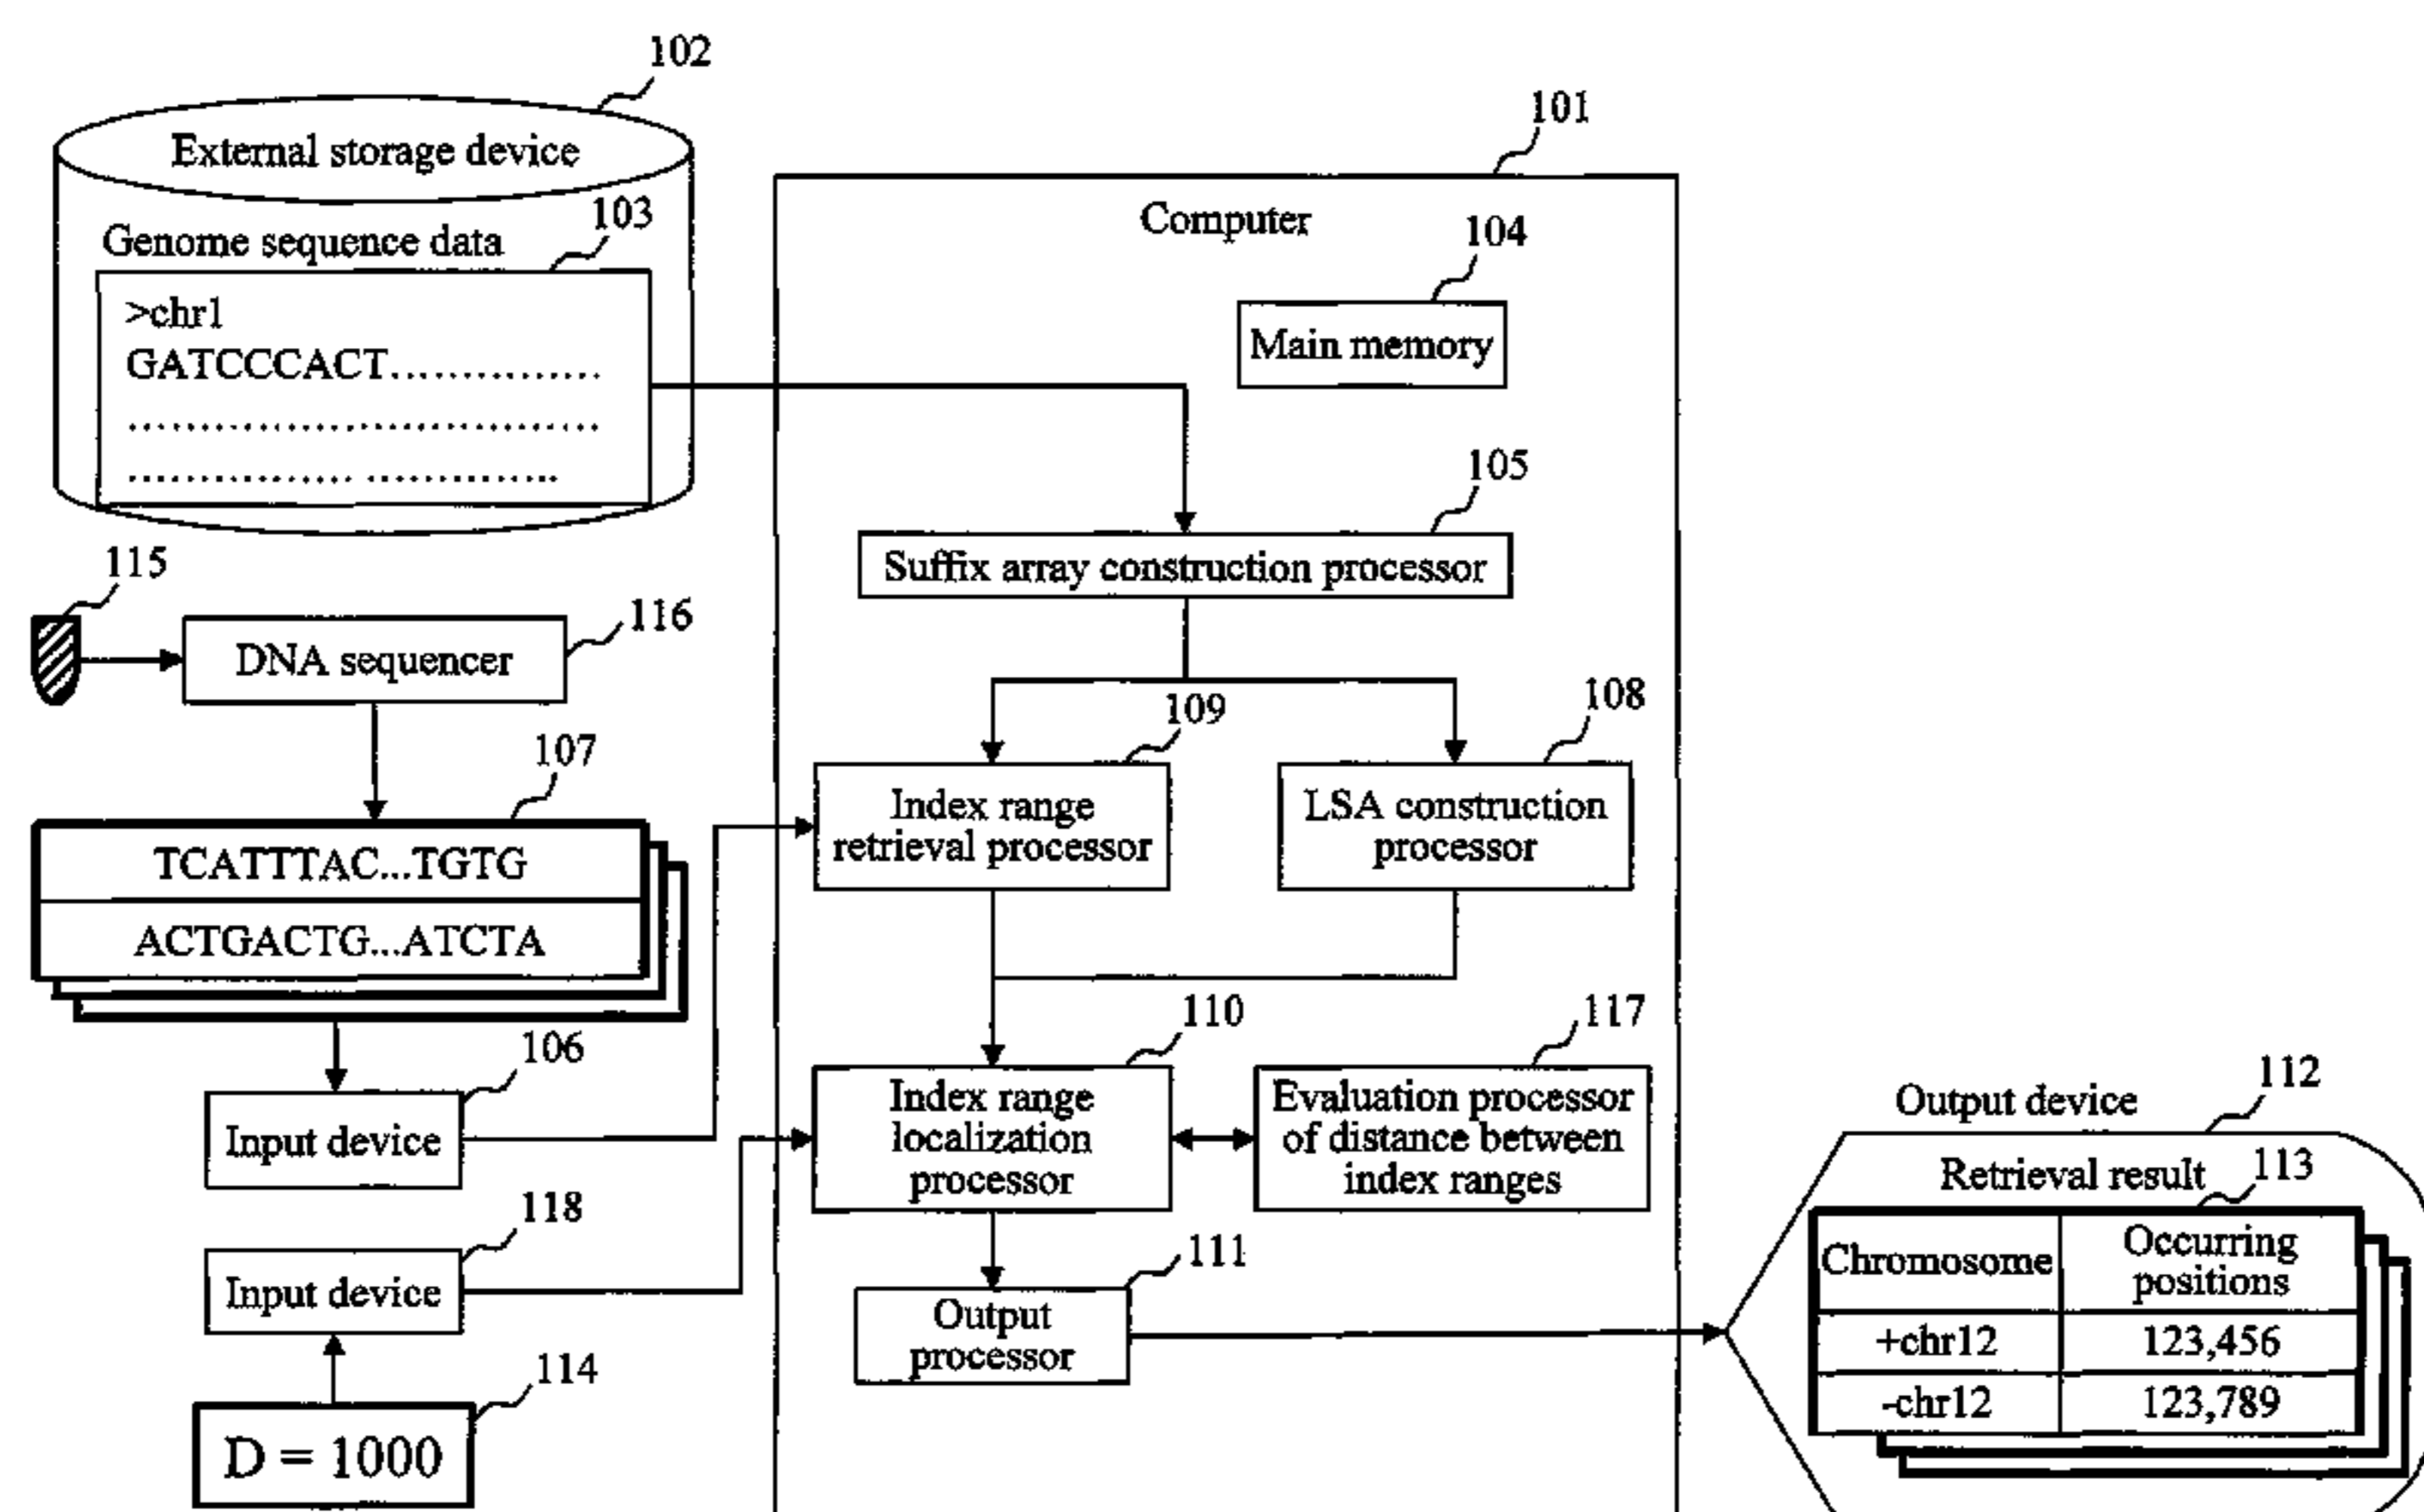 102
External storage device
103
Genome sequence data
>chr1
GATCCCACT...............
.................................
................ ..............
101
Computer
104
Main memory
105
Suffix array construction processor
115
116
DNA sequencer
109
108
107
Index range
retrieval processor
LSA construction
processor
TCATTTAC...TGTG
ACTGACTG...ATCTA
106
Input device
110
117
Index range
localization
processor
Evaluation processor
of distance between
index ranges
118
Input device
111
Output
processor
114
D = 1000
112
Output device
Retrieval result
113
Chromosome
Occurring
positions
+chr12
123,456
-chr12
123,789